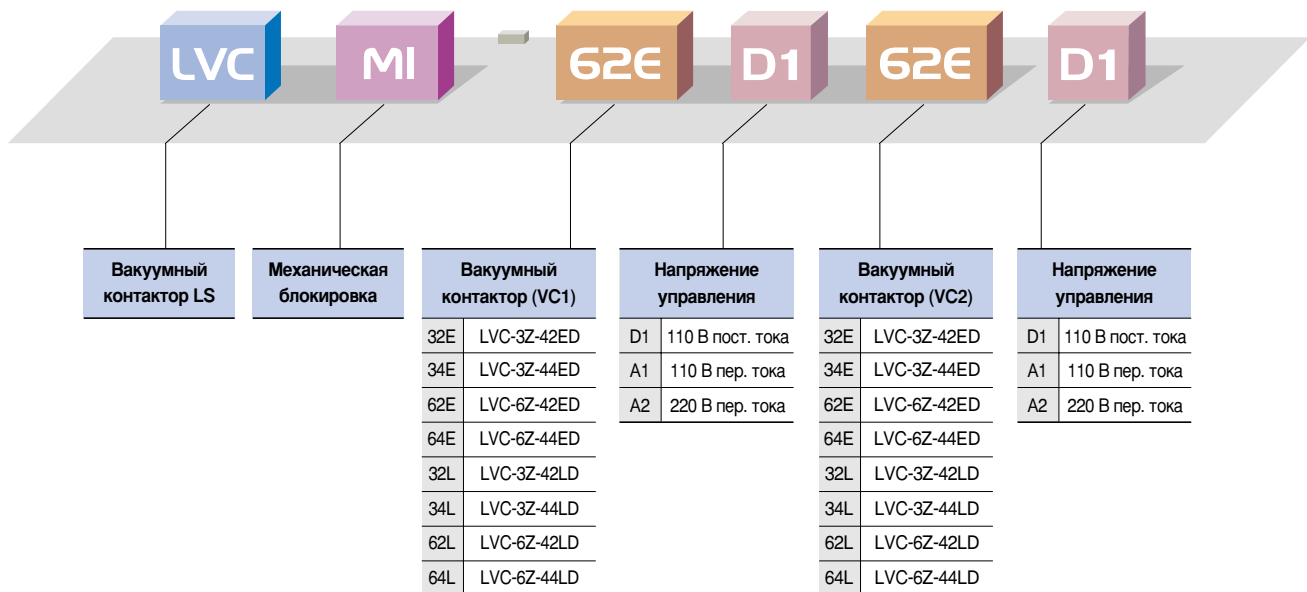 LVC MI 62E D1 62E D1
Вакуумный контактор LS
Механическая блокировка
Вакуумный контактор (VC1)
32E LVC-3Z-42ED
34E LVC-3Z-44ED
62E LVC-6Z-42ED
64E LVC-6Z-44ED
32L LVC-3Z-42LD
34L LVC-3Z-44LD
62L LVC-6Z-42LD
64L LVC-6Z-44LD
Напряжение управления
D1 110 В пост. тока
A1 110 В пер. тока
A2 220 В пер. тока
Вакуумный контактор (VC2)
32E LVC-3Z-42ED
34E LVC-3Z-44ED
62E LVC-6Z-42ED
64E LVC-6Z-44ED
32L LVC-3Z-42LD
34L LVC-3Z-44LD
62L LVC-6Z-42LD
64L LVC-6Z-44LD
Напряжение управления
D1 110 В пост. тока
A1 110 В пер. тока
A2 220 В пер. тока